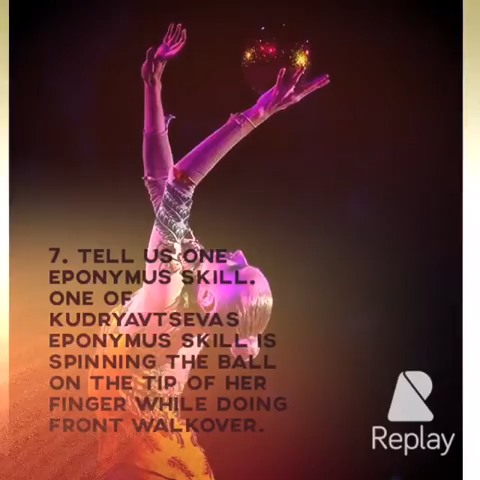 7. TELL US ONE
EPONYMUS SKILL.
ONE OF
KUDRYAVTSEVAS
EPONYMUS SKILL IS
SPINNING THE BALL
ON THE TIP OF HER
FINGER WHILE DOING
FRONT WALKOVER.
Replay